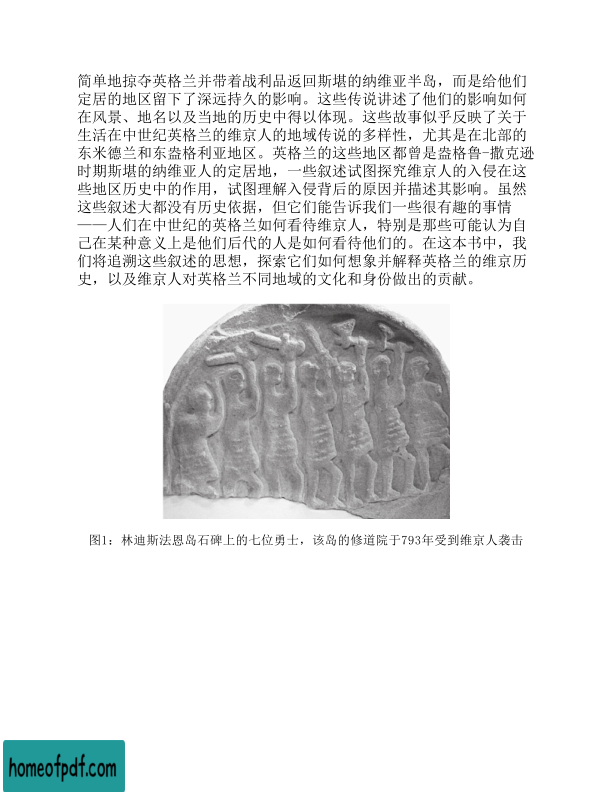 简单地掠夺英格兰并带着战利品返回斯堪的纳维亚半岛，而是给他们
定居的地区留下了深远持久的影响。这些传说讲述了他们的影响如何
在风景、地名以及当地的历史中得以体现。这些故事似乎反映了关于
生活在中世纪英格兰的维京人的地域传说的多样性，尤其是在北部的
东米德兰和东盎格利亚地区。英格兰的这些地区都曾是盎格鲁-撒克逊
时期斯堪的纳维亚人的定居地，一些叙述试图探究维京人的入侵在这
些地区历史中的作用，试图理解入侵背后的原因并描述其影响。虽然
这些叙述大都没有历史依据，但它们能告诉我们一些很有趣的事情
——人们在中世纪的英格兰如何看待维京人，特别是那些可能认为自
己在某种意义上是他们后代的人是如何看待他们的。在这本书中，我
们将追溯这些叙述的思想，探索它们如何想象并解释英格兰的维京历
史，以及维京人对英格兰不同地域的文化和身份做出的贡献。
图1：林迪斯法恩岛石碑上的七位勇士，该岛的修道院于793年受到维京人袭击
homeofpdf.com